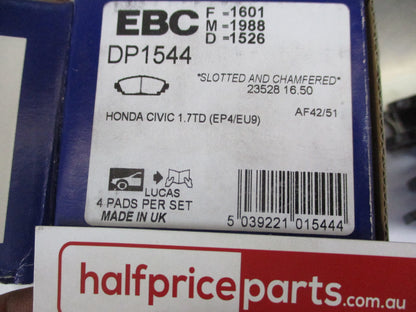 EBC
F =1601
M =1988
D =1526
DP1544
*SLOTTED AND CHAMFERED*
23528 16.50
HONDA CIVIC 1.7TD (EP4/EU9)
AF42/51
LUCAS
4 PADS PER SET
MADE IN UK
5 039221 015444
halfpriceparts.com.au